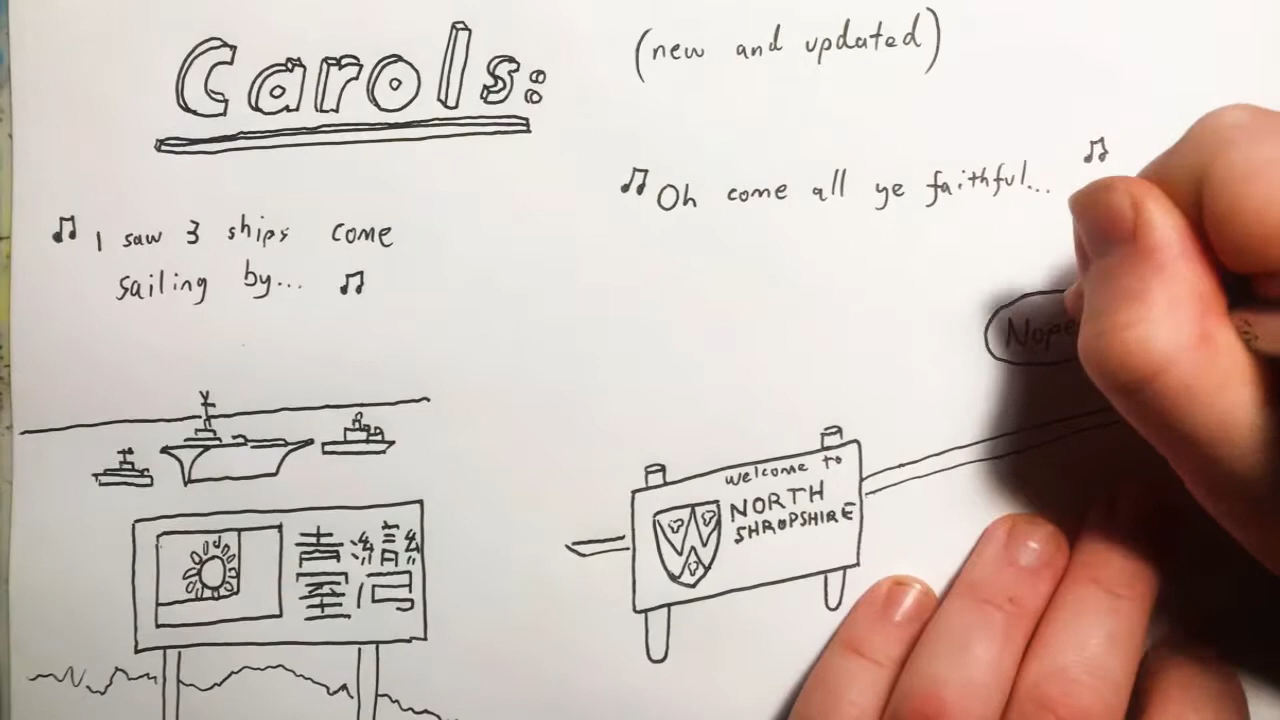 Carols:
(new and updated)
I saw 3 ships come
sailing by...
Oh come all ye faithful...
Nope
welcome to
NORTH
SHROPSHIRE